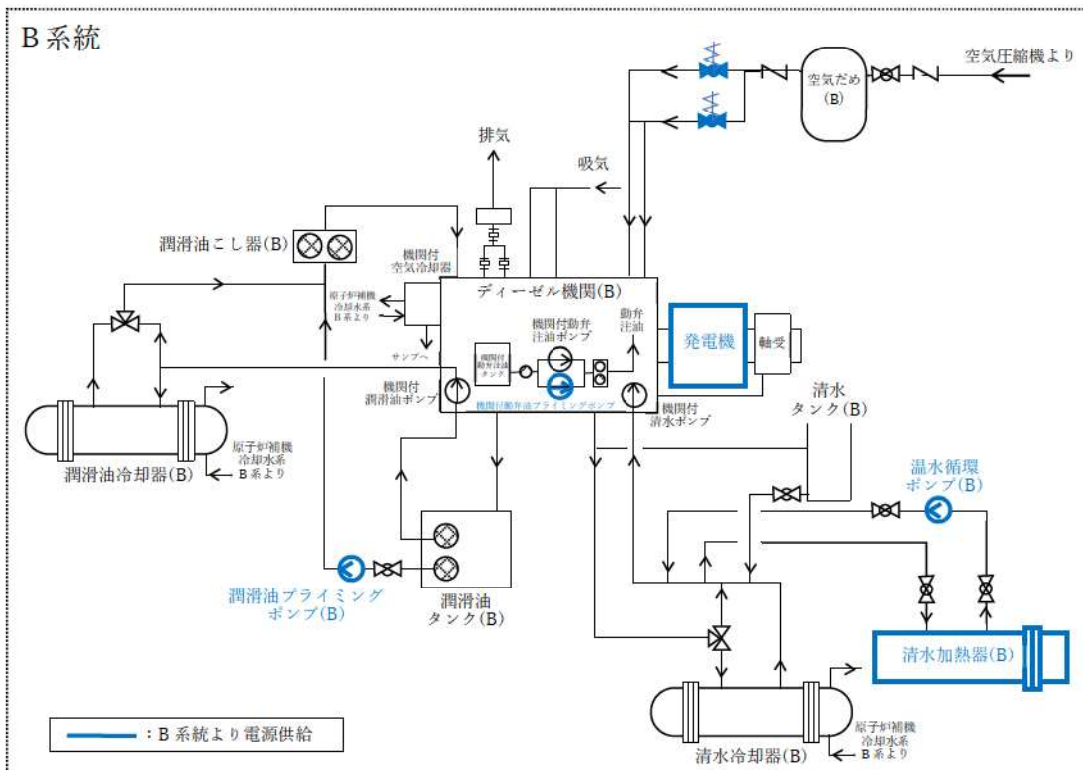 B 系統
空気圧縮機より
空気だめ
(B)
排気
吸気
潤滑油こし器(B)
機関付
空気冷却器
原子炉補機
冷却水系
B系より
サンプへ
ディーゼル機関(B)
機関付動弁
注油ポンプ
動弁
注油
機関付
動弁注油
タンク
機関付動弁油プライミングポンプ
機関付
潤滑油ポンプ
機関付
清水ポンプ
発電機
軸受
清水
タンク(B)
原子炉補機
冷却水系
B系より
潤滑油冷却器(B)
温水循環
ポンプ(B)
潤滑油プライミング
ポンプ(B)
潤滑油
タンク(B)
清水加熱器(B)
原子炉補機
冷却水系
B系より
清水冷却器(B)
：B 系統より電源供給